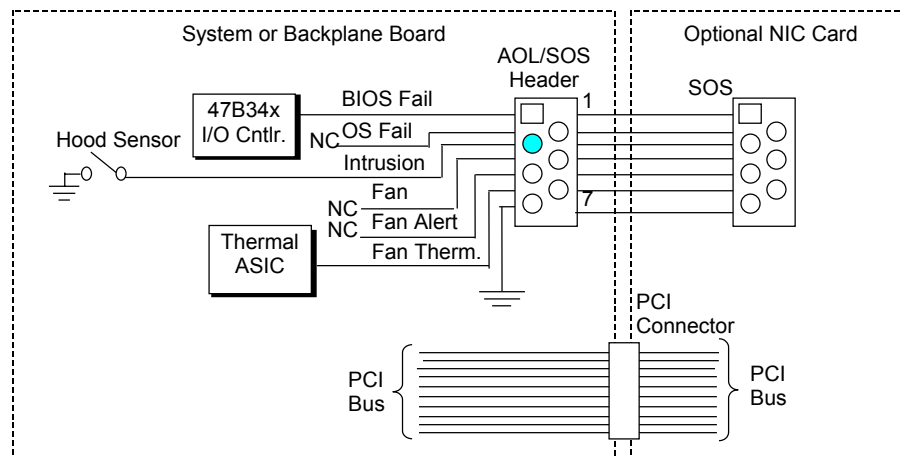 System or Backplane Board
Optional NIC Card
AOL/SOS
Header
SOS
47B34x
I/O Cntlr.
BIOS Fail
1
NC
OS Fail
Hood Sensor
Intrusion
Fan
NC
7
NC
Fan Alert
Thermal
ASIC
Fan Therm.
PCI
Connector
PCI
Bus
PCI
Bus